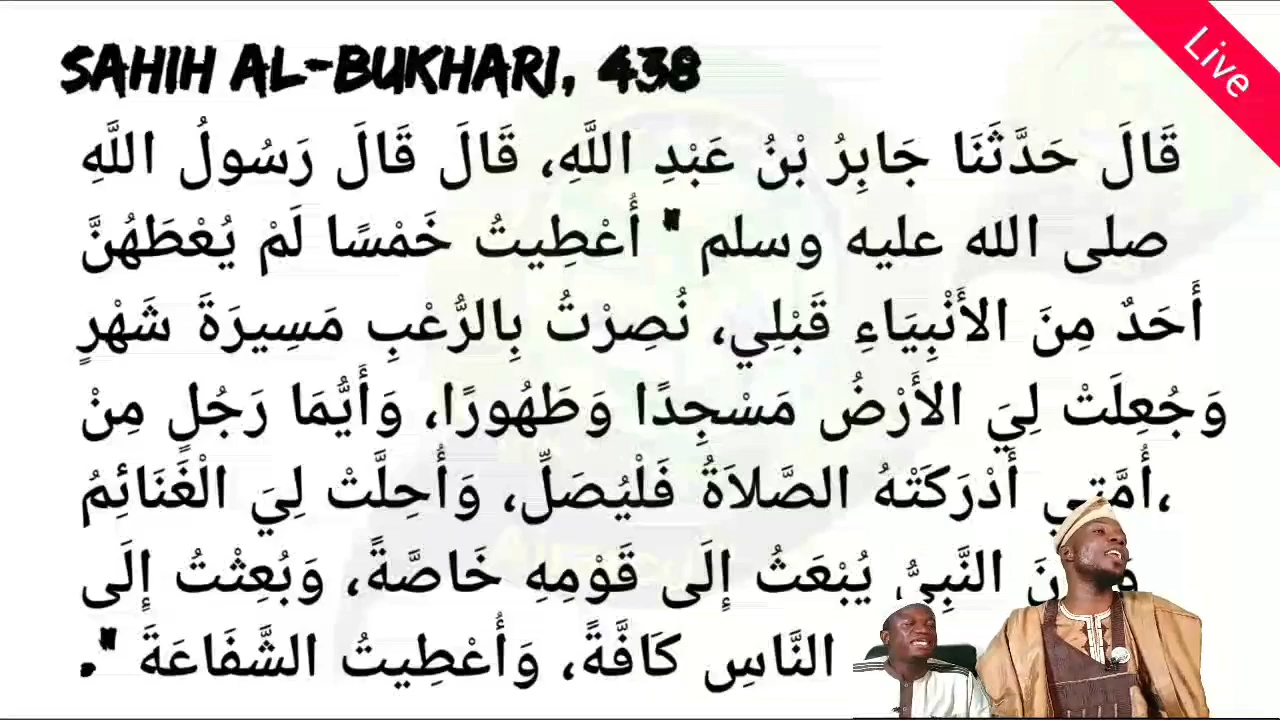 Live
SAHIH AL-BUKHARI, 438
قَالَ حَدَّثَنَا جَابِرُ بْنُ عَبْدِ اللَّهِ، قَالَ قَالَ رَسُولُ اللَّهِ
صلى الله عليه وسلم " أُعْطِيتُ خَمْسًا لَمْ يُعْطَهُنَّ
أَحَدٌ مِنَ الأَنْبِيَاءِ قَبْلِي، نُصِرْتُ بِالرُّعْبِ مَسِيرَةَ شَهْرٍ
وَجُعِلَتْ لِيَ الأَرْضُ مَسْجِدًا وَطَهُورًا، وَأَيُّمَا رَجُلٍ مِنْ
أُمَّتِي أَدْرَكَتْهُ الصَّلاَةُ فَلْيُصَلِّ، وَأُحِلَّتْ لِيَ الْغَنَائِمُ،
النَّبِيُّ يُبْعَثُ إِلَى قَوْمِهِ خَاصَّةً، وَبُعِثْتُ إِلَى
النَّاسِ كَافَّةً، وَأُعْطِيتُ الشَّفَاعَةَ ".